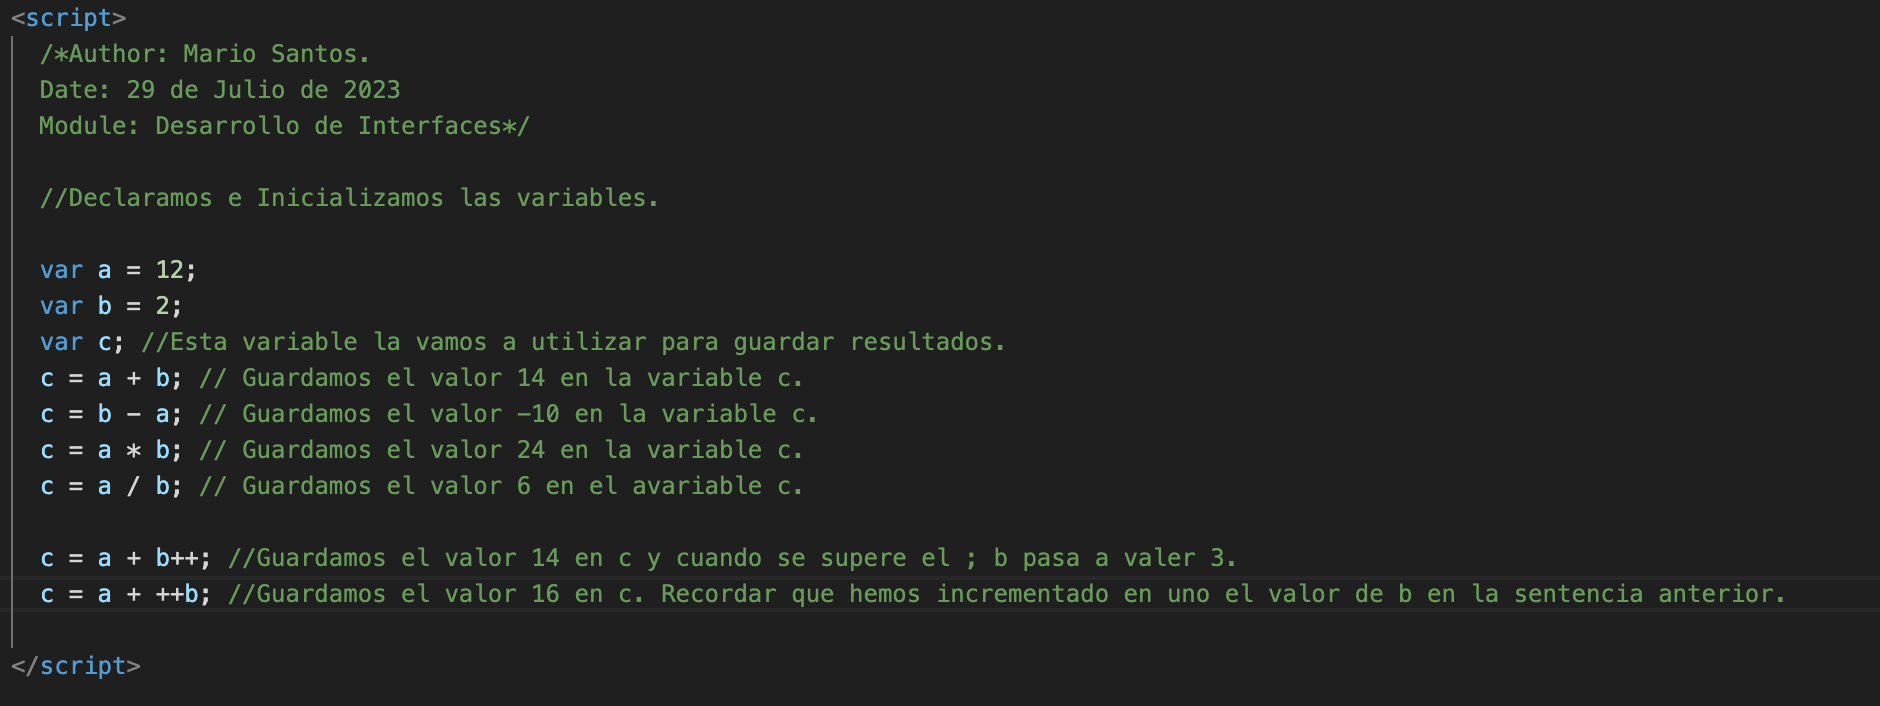 <script>
/*Author: Mario Santos.
Date: 29 de Julio de 2023
Module: Desarrollo de Interfaces*/
//Declaramos e Inicializamos las variables.
var a = 12;
var b = 2;
var c; //Esta variable la vamos a utilizar para guardar resultados.
c = a + b; // Guardamos el valor 14 en la variable c.
c = b - a; // Guardamos el valor -10 en la variable c.
c = a * b; // Guardamos el valor 24 en la variable c.
c = a / b; // Guardamos el valor 6 en el avariable c.
c = a + b++; //Guardamos el valor 14 en c y cuando se supere el ; b pasa a valer 3.
c = a + ++b; //Guardamos el valor 16 en c. Recordar que hemos incrementado en uno el valor de b en la sentencia anterior.
</script>